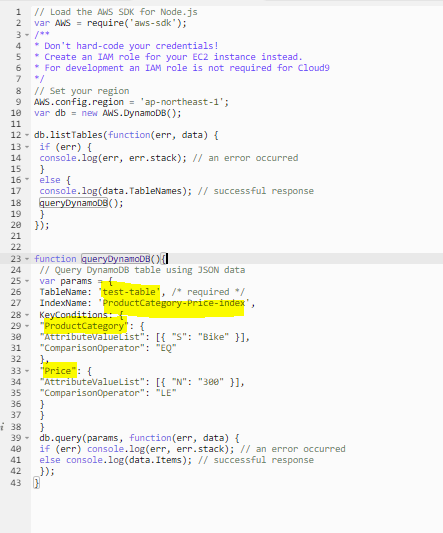 1 // Load the AWS SDK for Node.js
2 var AWS = require('aws-sdk');
3 /**
4 * Don't hard-code your credentials!
5 * Create an IAM role for your EC2 instance instead.
6 * For development an IAM role is not required for Cloud9
7 */
8 // Set your region
9 AWS.config.region = 'ap-northeast-1';
10 var db = new AWS.DynamoDB();
11
12 db.listTables(function(err, data) {
13 if (err) {
14 console.log(err, err.stack); // an error occurred
15 }
16 else {
17 console.log(data.TableNames); // successful response
18 queryDynamoDB();
19 }
20 });
21
22
23 function queryDynamoDB(){
24 // Query DynamoDB table using JSON data
25 var params = {
26 TableName: 'test-table', /* required */
27 IndexName: 'ProductCategory-Price-index',
28 KeyConditions: {
29 "ProductCategory": {
30 "AttributeValueList": [{ "S": "Bike" }],
31 "ComparisonOperator": "EQ"
32 },
33 "Price": {
34 "AttributeValueList": [{ "N": "300" }],
35 "ComparisonOperator": "LE"
36 }
37 }
i 38 }
39 db.query(params, function(err, data) {
40 if (err) console.log(err, err.stack); // an error occurred
41 else console.log(data.Items); // successful response
42 });
43 }